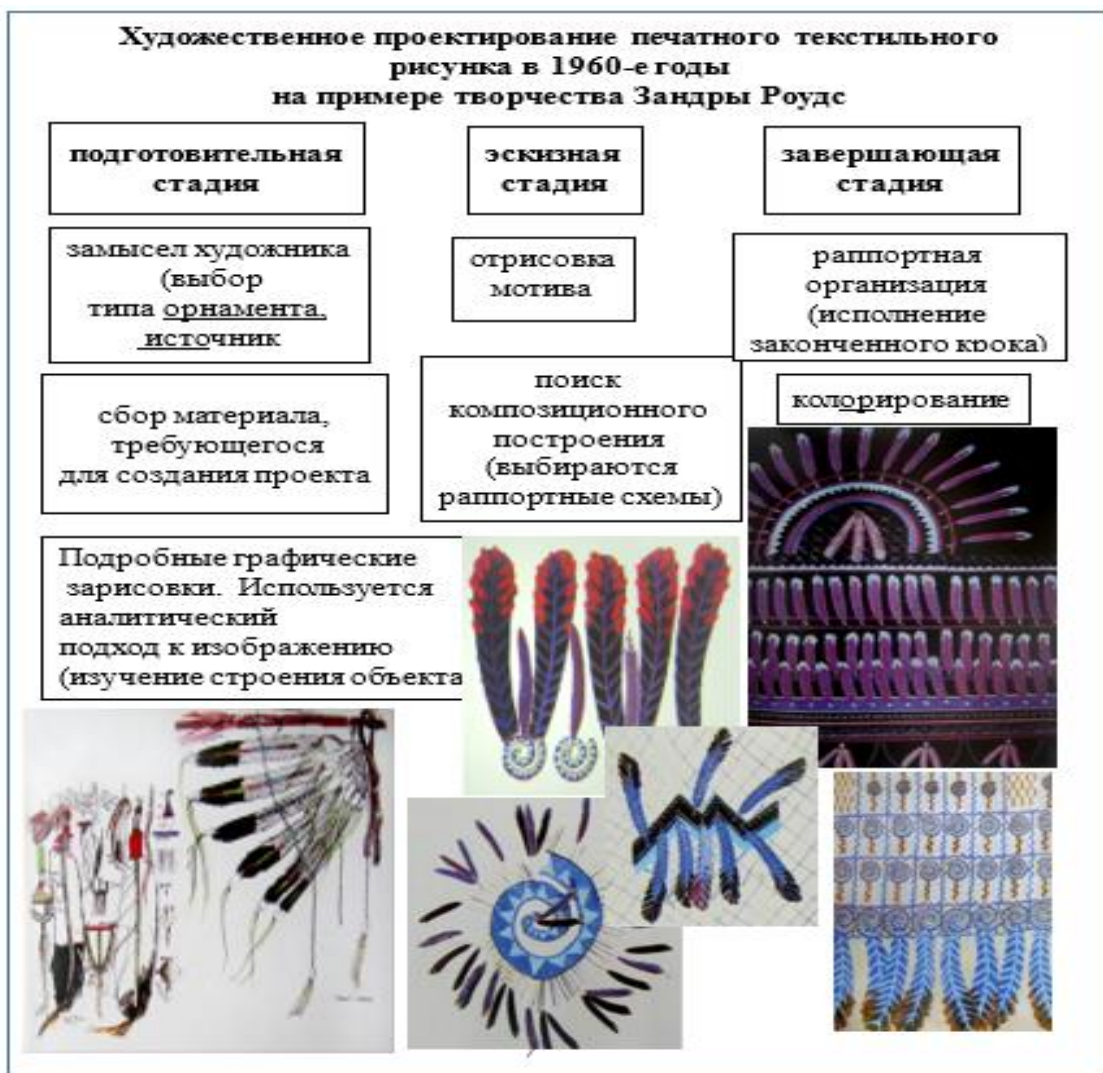 Художественное проектирование печатного текстильного
рисунка в 1960-е годы
на примере творчества Зандры Роудс
подготовительная
стадия
замысел художника
(выбор
типа орнамента,
источник
сбор материала,
требующегося
для создания проекта
Подробные графические
зарисовки. Используется
аналитический
подход к изображению
(изучение строения объекта
эскизная
стадия
отрисовка
мотива
поиск
композиционного
построения
(выбираются
раппортные схемы)
завершающая
стадия
раппортная
организация
(исполнение
законченного крока)
колорирование